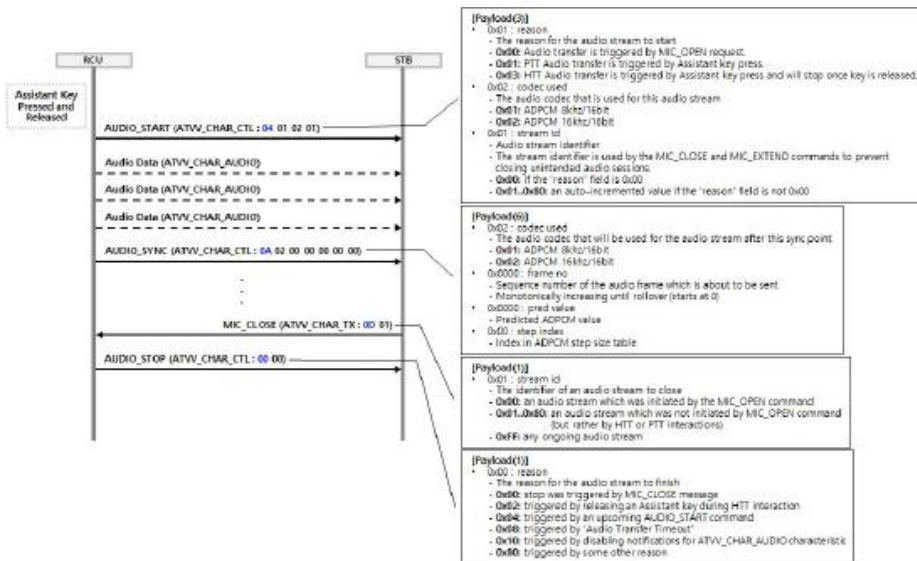 RCU
STB
Assistant Key
Pressed and
Released
AUDIO_START (ATVV_CHAR_CTL : 04 01 02 01)
Audio Data (ATVV_CHAR_AUDIO)
Audio Data (ATVV_CHAR_AUDIO)
Audio Data (ATVV_CHAR_AUDIO)
AUDIO_SYNC (ATVV_CHAR_CTL : 0A 02 00 00 00 00 00)
MIC_CLOSE (ATVV_CHAR_TX : 0D 01)
AUDIO_STOP (ATVV_CHAR_CTL : 00 00)
[Payload(3)]
• 0x01 : reason
- The reason for the audio stream to start
- 0x00: Audio transfer is triggered by MIC_OPEN request.
- 0x01: PTT Audio transfer is triggered by Assistant key press.
- 0x03: HTT Audio transfer is triggered by Assistant key press and will stop once key is released.
• 0x02 : codec used
- The audio codec that is used for this audio stream
- 0x01: ADPCM 8khz/16bit
- 0x02: ADPCM 16khz/16bit
• 0x01 : stream id
- Audio stream identifier
- The stream identifier is used by the MIC_CLOSE and MIC_EXTEND commands to prevent
closing unintended audio sessions.
- 0x00: if the 'reason' field is 0x00
- 0x01..0x80: an auto-incremented value if the 'reason' field is not 0x00
[Payload(6)]
• 0x02 : codec used
- The audio codec that will be used for the audio stream after this sync point
- 0x01: ADPCM 8khz/16bit
- 0x02: ADPCM 16khz/16bit
• 0x0000 : frame no
- Sequence number of the audio frame which is about to be sent
- Monotonically increasing until rollover (starts at 0)
• 0x0000 : pred value
- Predicted ADPCM value
• 0x00 : step index
- Index in ADPCM step size table
[Payload(1)]
• 0x01 : stream id
- The identifier of an audio stream to close
- 0x00: an audio stream which was initiated by the MIC_OPEN command
- 0x01..0x80: an audio stream which was not initiated by MIC_OPEN command
(but rather by HTT or PTT interactions)
- 0xFF: any ongoing audio stream
[Payload(1)]
• 0x00 : reason
- The reason for the audio stream to finish
- 0x00: stop was triggered by MIC_CLOSE message
- 0x02: triggered by releasing an Assistant key during HTT interaction
- 0x04: triggered by an upcoming AUDIO_START command
- 0x08: triggered by 'Audio Transfer Timeout'
- 0x10: triggered by disabling notifications for ATVV_CHAR_AUDIO characteristic
- 0x80: triggered by some other reason